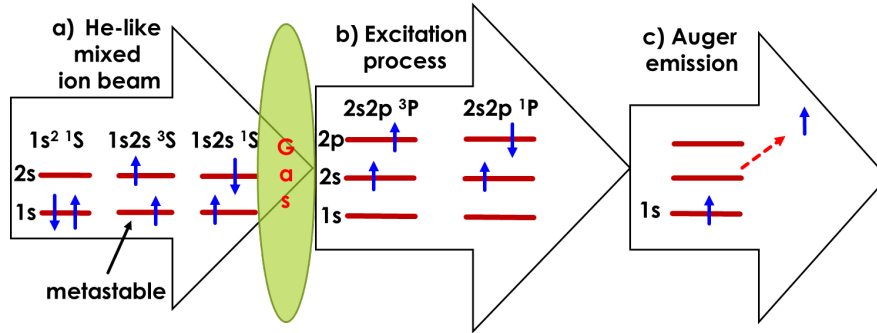 a) He-like
mixed
ion beam
1s² ¹S 1s2s ³S 1s2s ¹S
2s
1s
metastable
G
a
s
b) Excitation
process
2s2p ³P 2s2p ¹P
2p
2s
1s
c) Auger
emission
1s